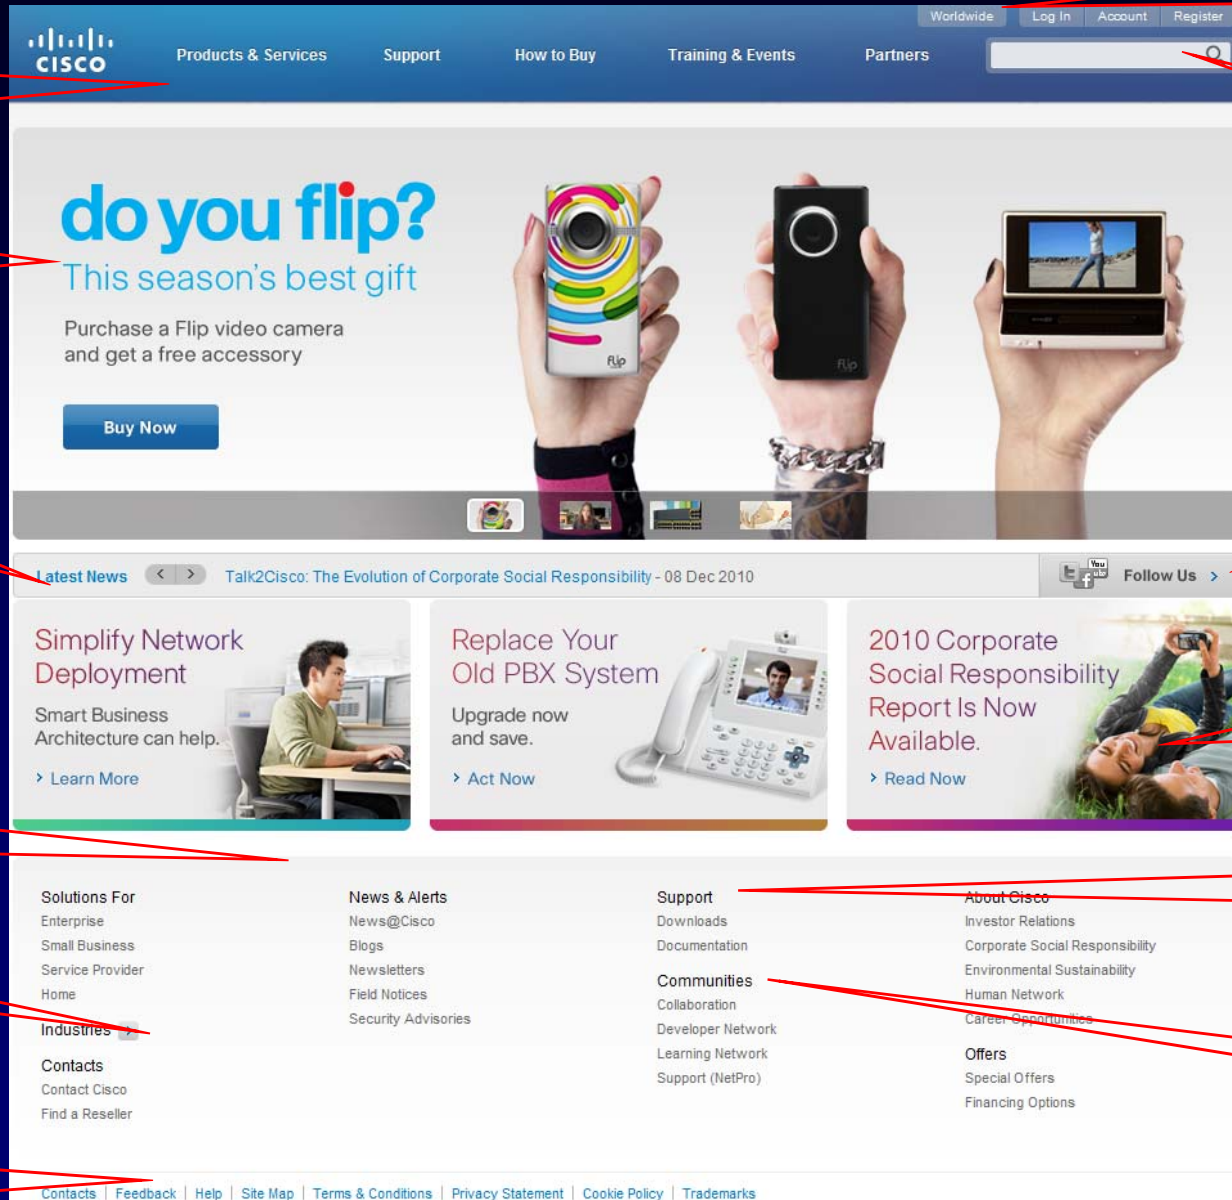 Worldwide Log In Account Register
CISCO
Products & Services Support How to Buy Training & Events Partners
do you flip?
This season's best gift
Purchase a Flip video camera
and get a free accessory
Buy Now
flip
flip
Latest News Talk2Cisco: The Evolution of Corporate Social Responsibility - 08 Dec 2010
You
Tube
Follow Us
Simplify Network
Deployment
Smart Business
Architecture can help.
Learn More
Replace Your
Old PBX System
Upgrade now
and save.
Act Now
2010 Corporate
Social Responsibility
Report Is Now
Available.
Read Now
Solutions For
Enterprise
Small Business
Service Provider
Home
Industries
Contacts
Contact Cisco
Find a Reseller
News & Alerts
News@Cisco
Blogs
Newsletters
Field Notices
Security Advisories
Support
Downloads
Documentation
Communities
Collaboration
Developer Network
Learning Network
Support (NetPro)
About Cisco
Investor Relations
Corporate Social Responsibility
Environmental Sustainability
Human Network
Career Opportunities
Offers
Special Offers
Financing Options
Contacts | Feedback | Help | Site Map | Terms & Conditions | Privacy Statement | Cookie Policy | Trademarks